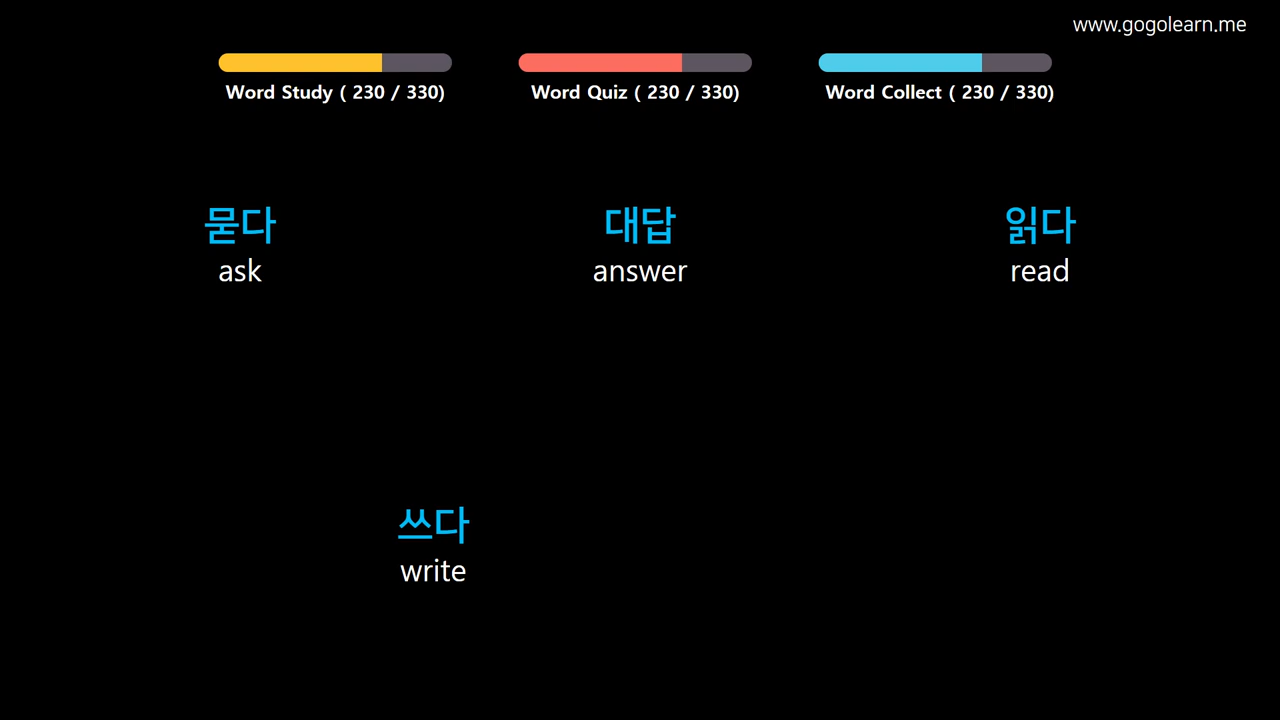 www.gogolearn.me
Word Study ( 230 / 330)
Word Quiz ( 230 / 330)
Word Collect ( 230 / 330)
묻다
ask
대답
answer
읽다
read
쓰다
write